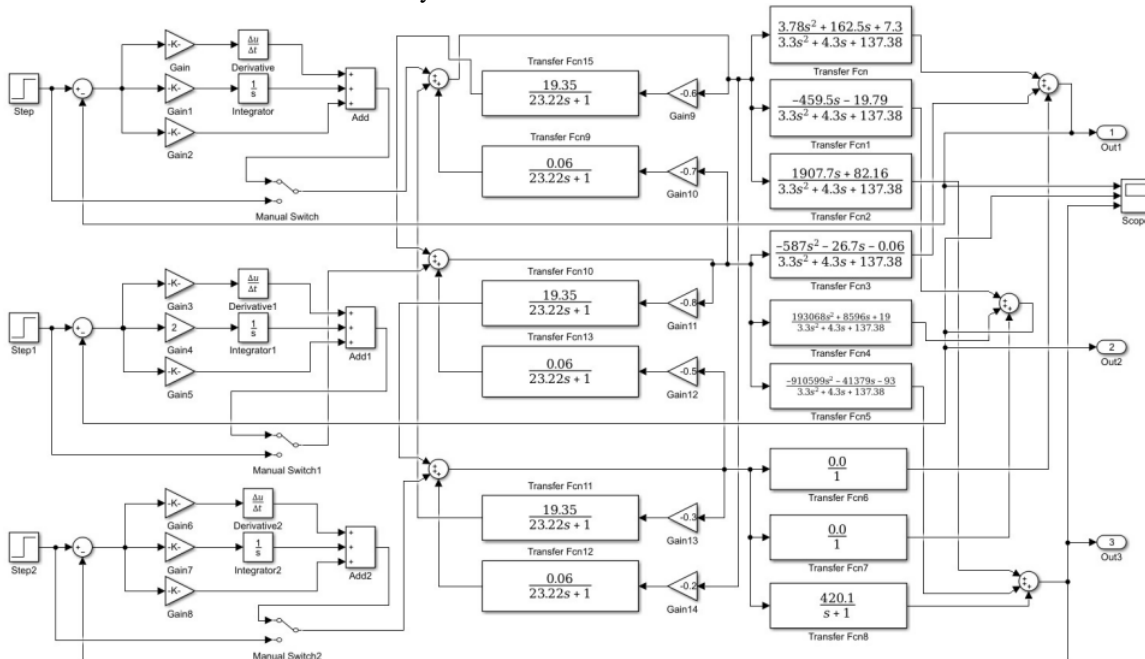 Step
-K-
Gain
Δu
Δt
Derivative
-K-
Gain1
1
s
Integrator
-K-
Gain2
+
+
+
Add
Manual Switch
Transfer Fcn15
19.35
23.22s + 1
-0.6
Gain9
Transfer Fcn9
0.06
23.22s + 1
-0.7
Gain10
3.78s² + 162.5s + 7.3
3.3s² + 4.3s + 137.38
Transfer Fcn
-459.5s - 19.79
3.3s² + 4.3s + 137.38
Transfer Fcn1
1907.7s + 82.16
3.3s² + 4.3s + 137.38
Transfer Fcn2
1
Out1
Scope
Step1
-K-
Gain3
Δu
Δt
Derivative1
2
Gain4
1
s
Integrator1
-K-
Gain5
+
+
+
Add1
Manual Switch1
Transfer Fcn10
19.35
23.22s + 1
-0.8
Gain11
Transfer Fcn13
0.06
23.22s + 1
-0.5
Gain12
-587s² - 26.7s - 0.06
3.3s² + 4.3s + 137.38
Transfer Fcn3
193068s² + 8596s + 19
3.3s² + 4.3s + 137.38
Transfer Fcn4
-910599s² - 41379s - 93
3.3s² + 4.3s + 137.38
Transfer Fcn5
2
Out2
Step2
-K-
Gain6
Δu
Δt
Derivative2
-K-
Gain7
1
s
Integrator2
-K-
Gain8
+
+
+
Add2
Manual Switch2
Transfer Fcn11
19.35
23.22s + 1
-0.3
Gain13
Transfer Fcn12
0.06
23.22s + 1
-0.2
Gain14
0.0
1
Transfer Fcn6
0.0
1
Transfer Fcn7
420.1
s + 1
Transfer Fcn8
3
Out3